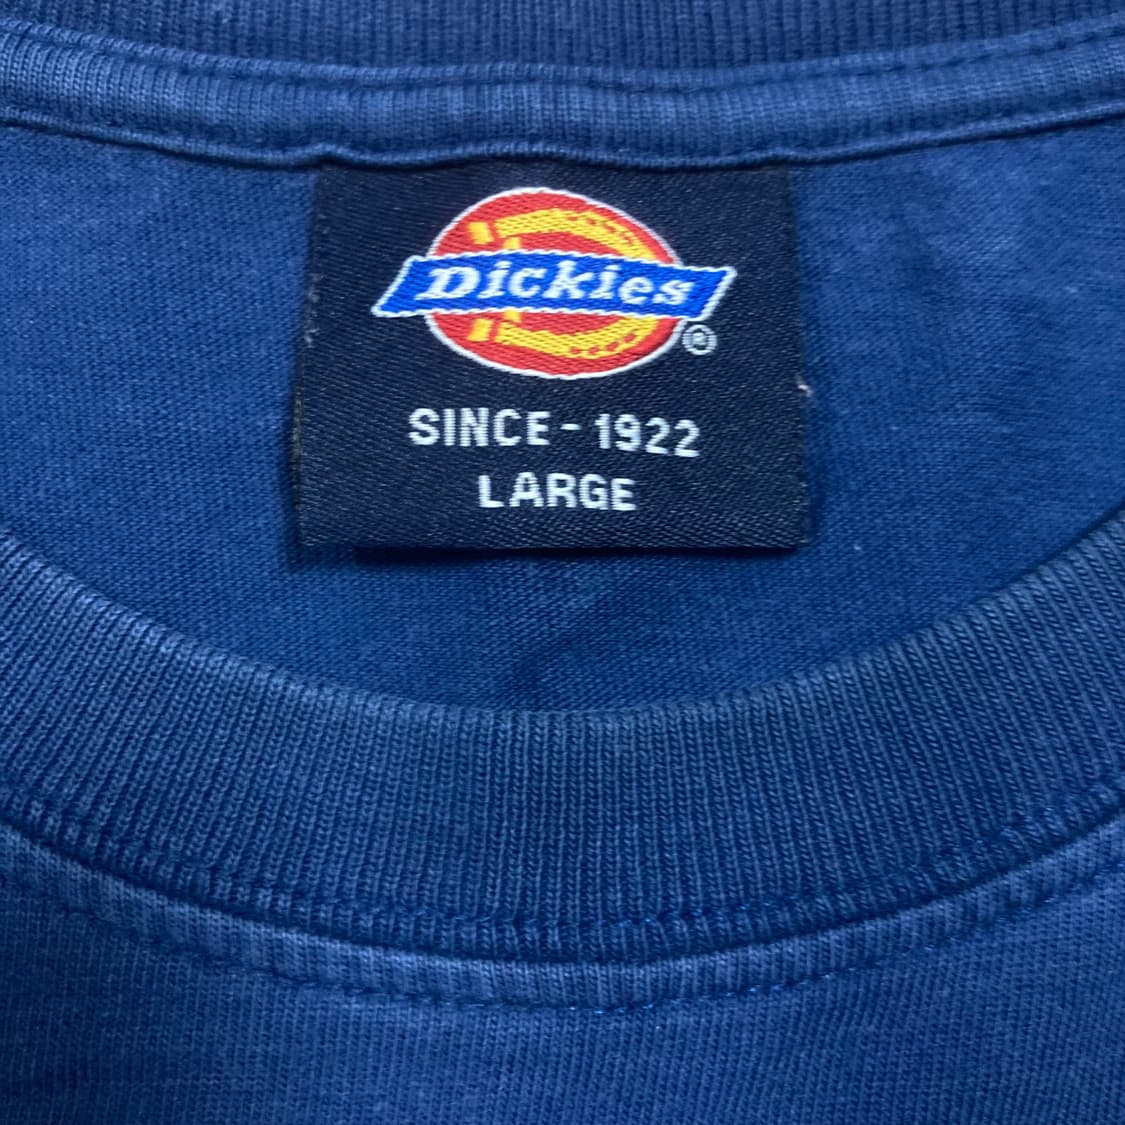 Dickies
®
SINCE - 1922
LARGE